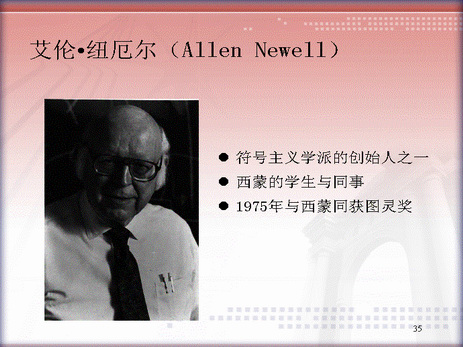 艾伦•纽厄尔（Allen Newell）
● 符号主义学派的创始人之一
● 西蒙的学生与同事
● 1975年与西蒙同获图灵奖
35